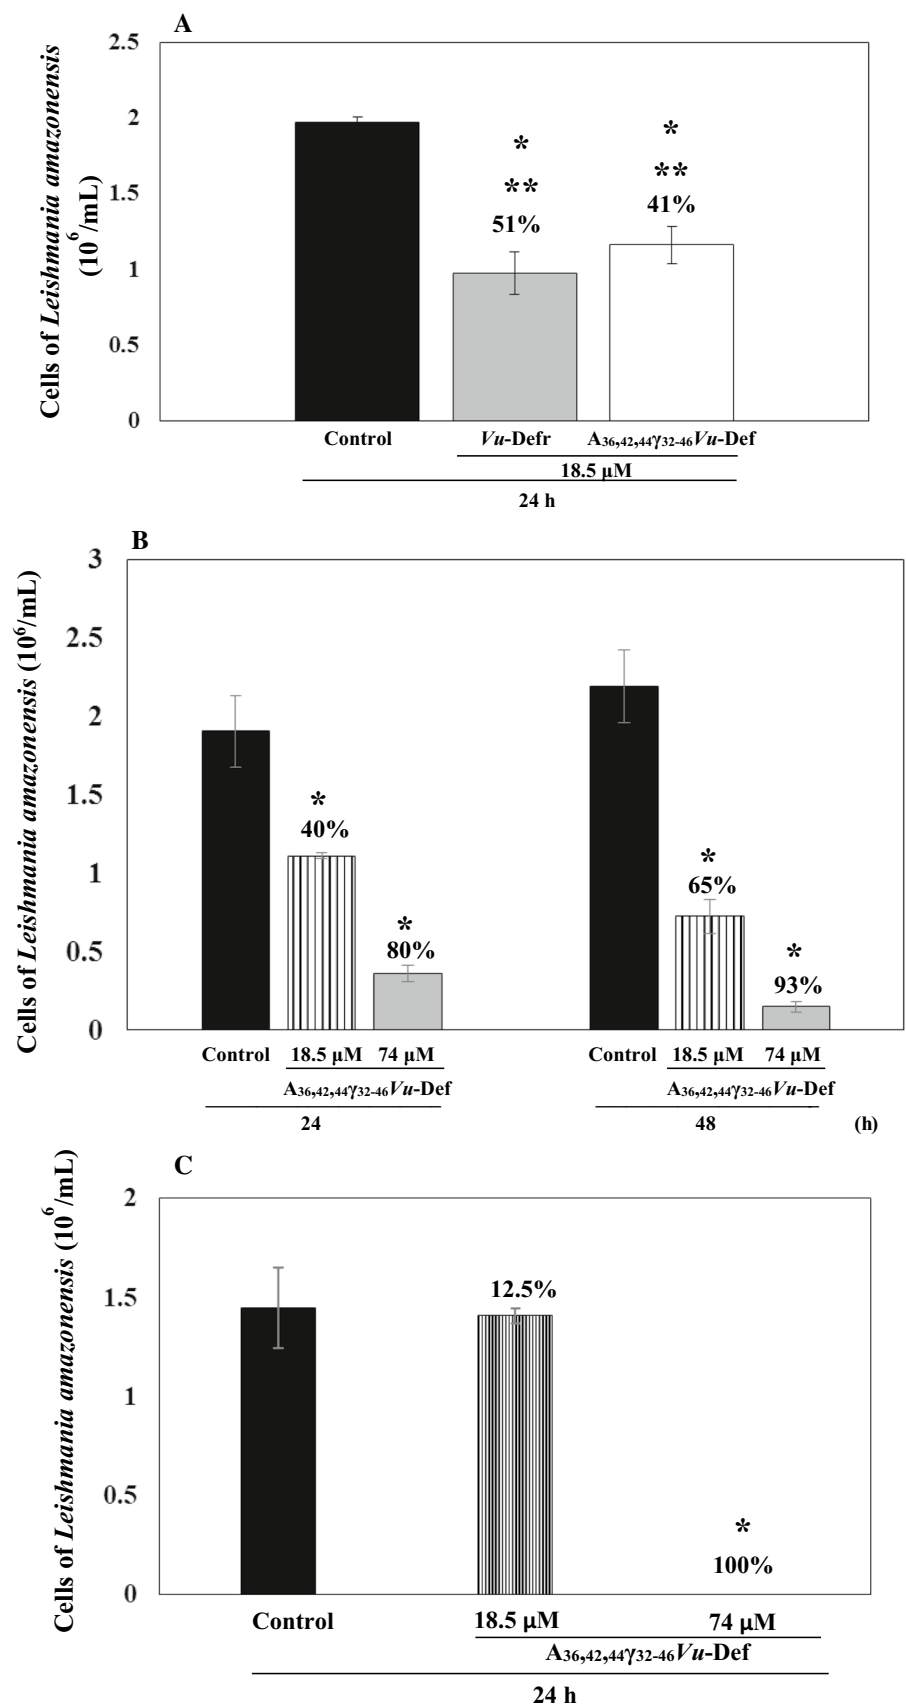 A
Cells of Leishmania amazonensis
(10⁶/mL)
2.5
2
1.5
1
0.5
0
*
**
51%
*
**
41%
Control Vu-Defr A₃₆,₄₂,₄₄γ₃₂₋₄₆Vu-Def
18.5 µM
24 h
B
Cells of Leishmania amazonensis (10⁶/mL)
3
2.5
2
1.5
1
0.5
0
*
40%
*
80%
*
65%
*
93%
Control 18.5 µM 74 µM Control 18.5 µM 74 µM
A₃₆,₄₂,₄₄γ₃₂₋₄₆Vu-Def A₃₆,₄₂,₄₄γ₃₂₋₄₆Vu-Def
24 48 (h)
C
Cells of Leishmania amazonensis (10⁶/mL)
2
1.5
1
0.5
0
12.5%
*
100%
Control 18.5 µM 74 µM
A₃₆,₄₂,₄₄γ₃₂₋₄₆Vu-Def
24 h